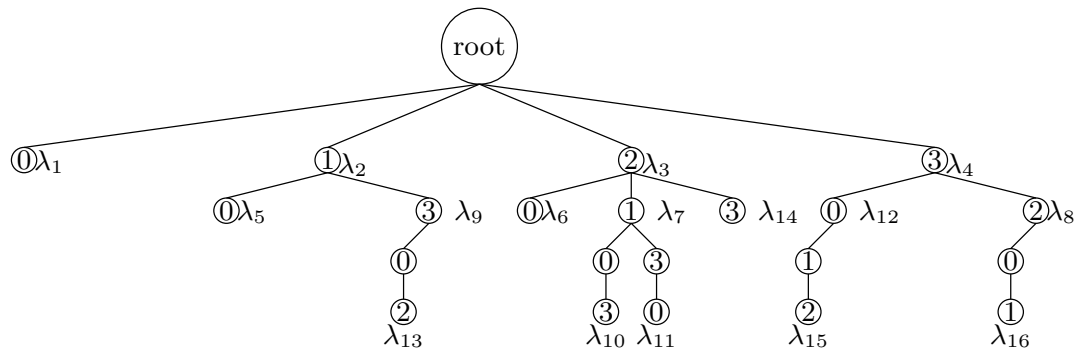 root
0λ₁ 1λ₂ 2λ₃ 3λ₄
0λ₅ 3 λ₉ 0λ₆ 1 λ₇ 3 λ₁₄ 0 λ₁₂ 2λ₈
0 0 3 1 0
2 3 0 2 1
λ₁₃ λ₁₀ λ₁₁ λ₁₅ λ₁₆